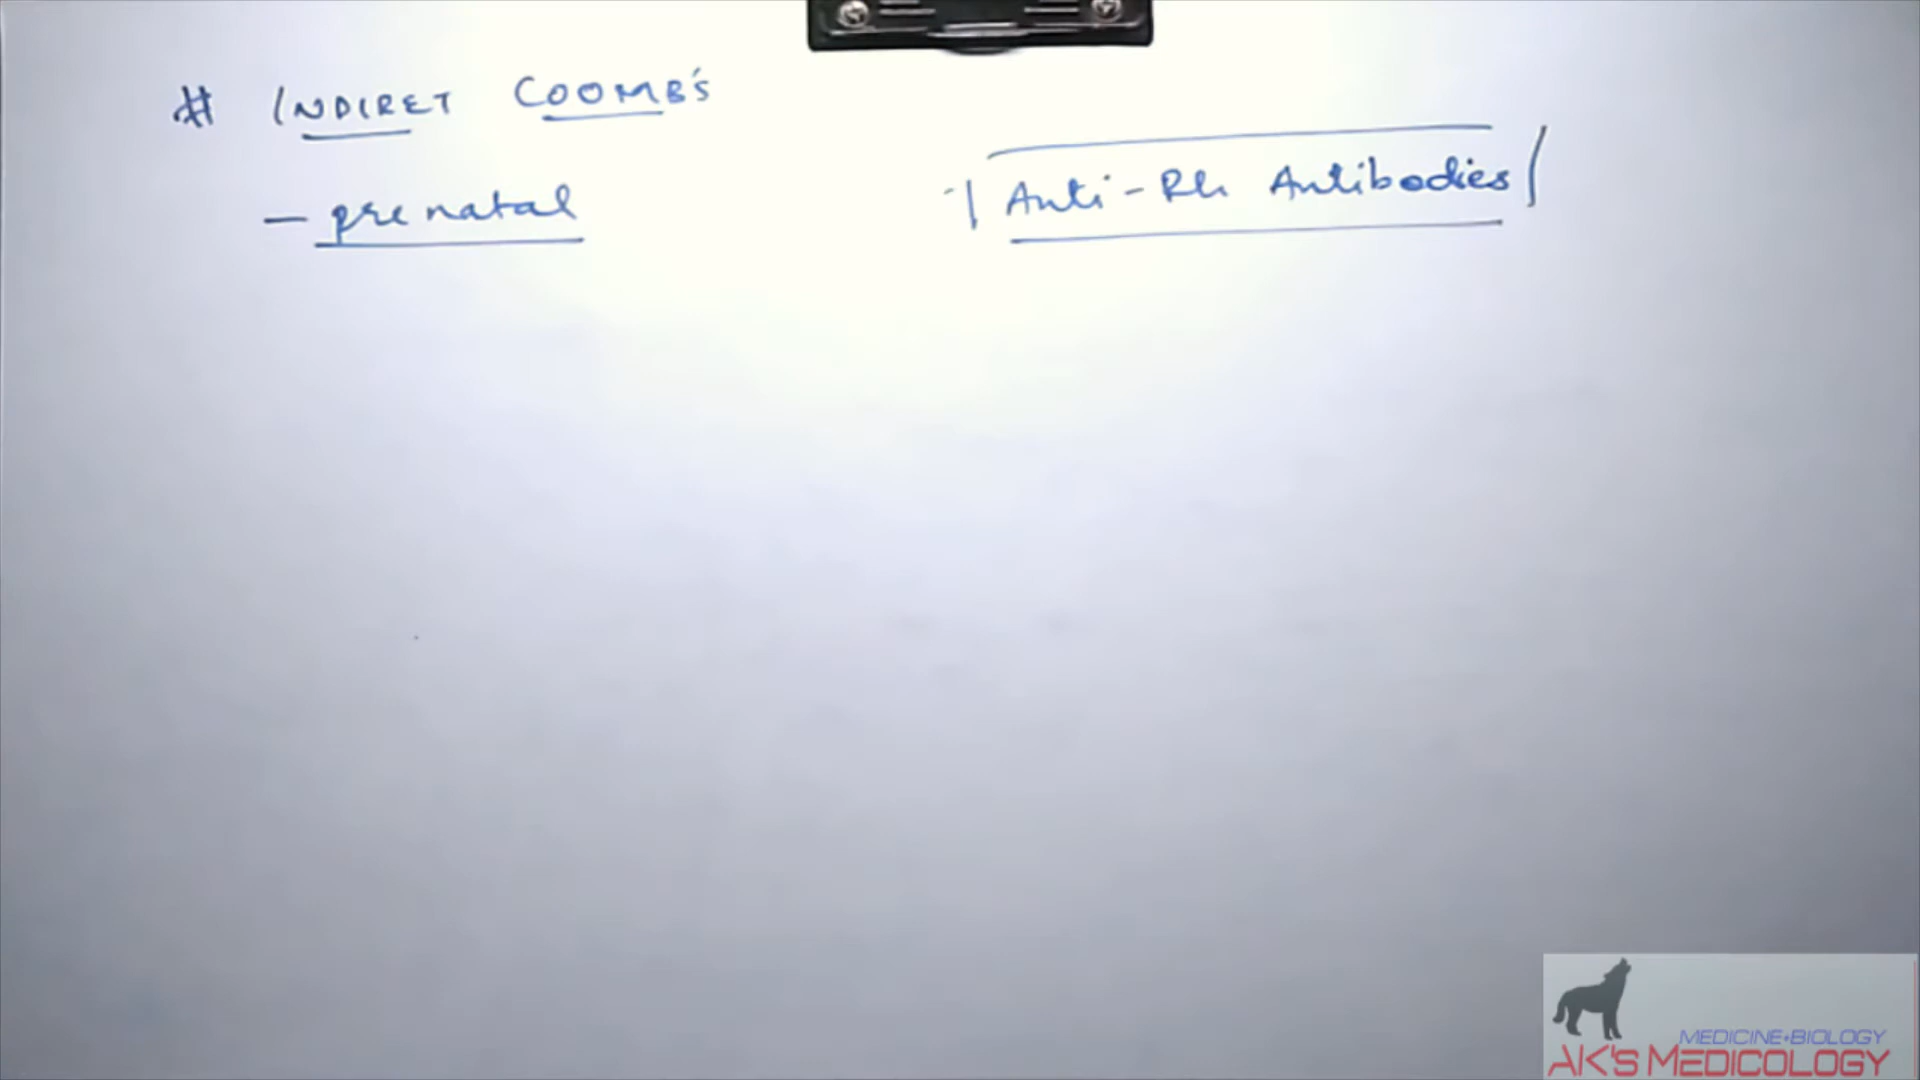 # INDIRET COOMB'S
- prenatal
Anti-Rh Antibodies
MEDICINE+BIOLOGY
AK'S MEDICOLOGY